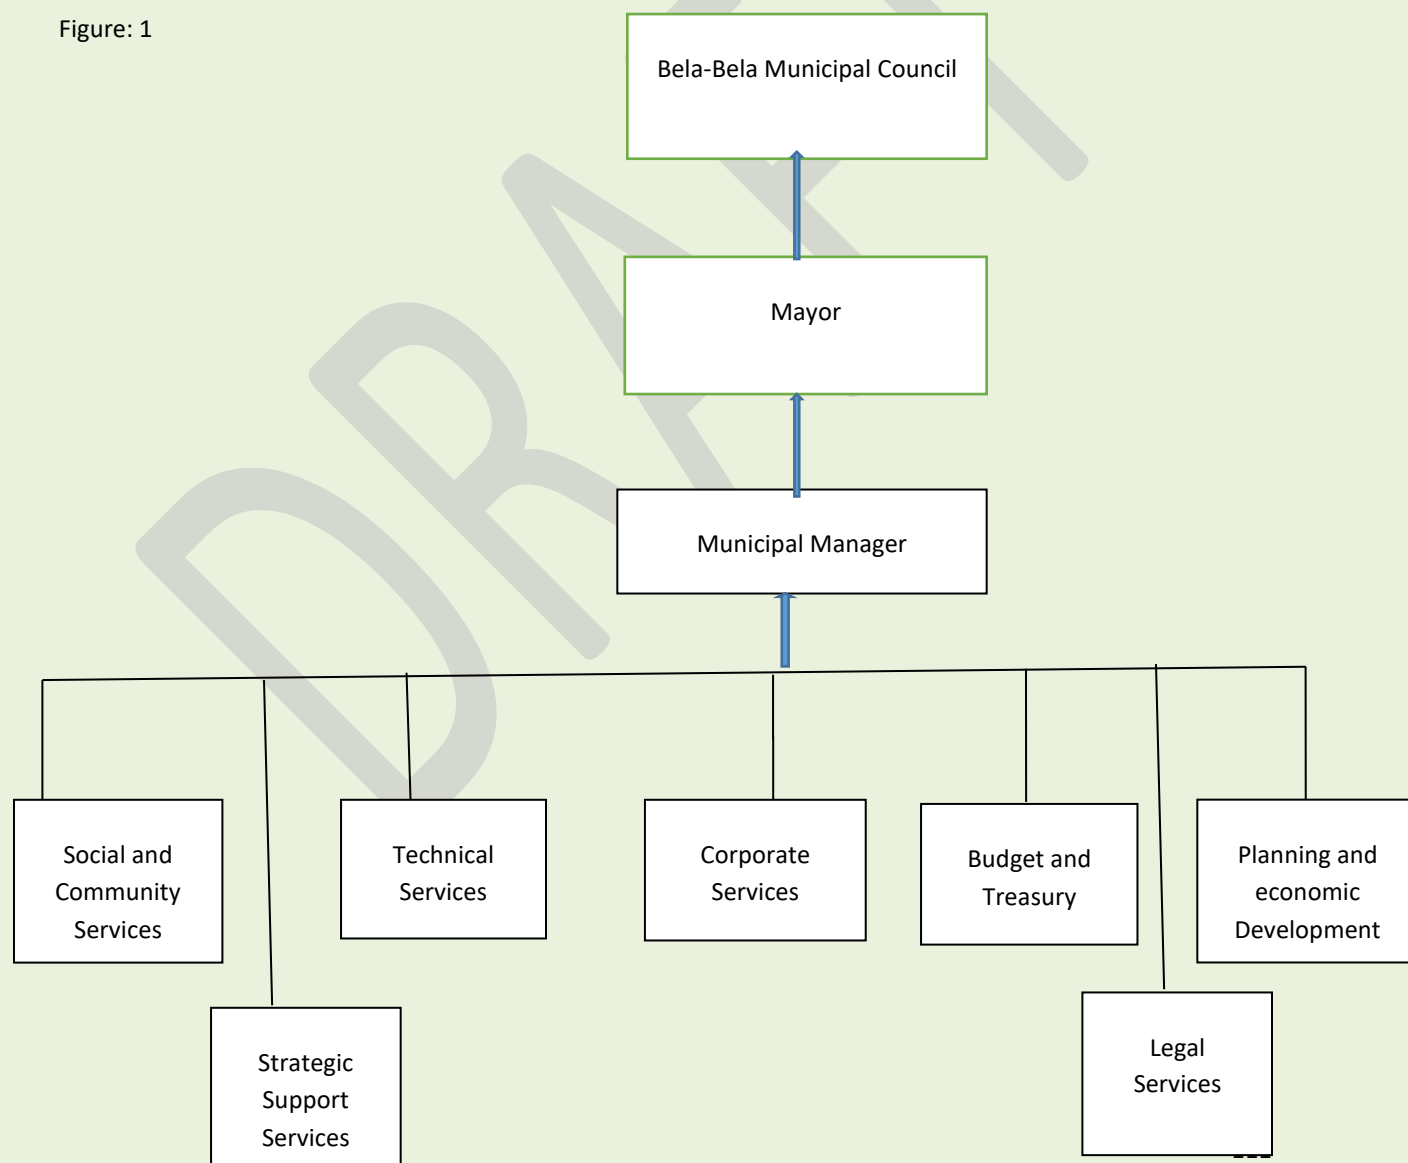 Figure: 1
Bela-Bela Municipal Council
Mayor
Municipal Manager
Social and
Community
Services
Technical
Services
Corporate
Services
Budget and
Treasury
Planning and
economic
Development
Strategic
Support
Services
Legal
Services
DRAFT